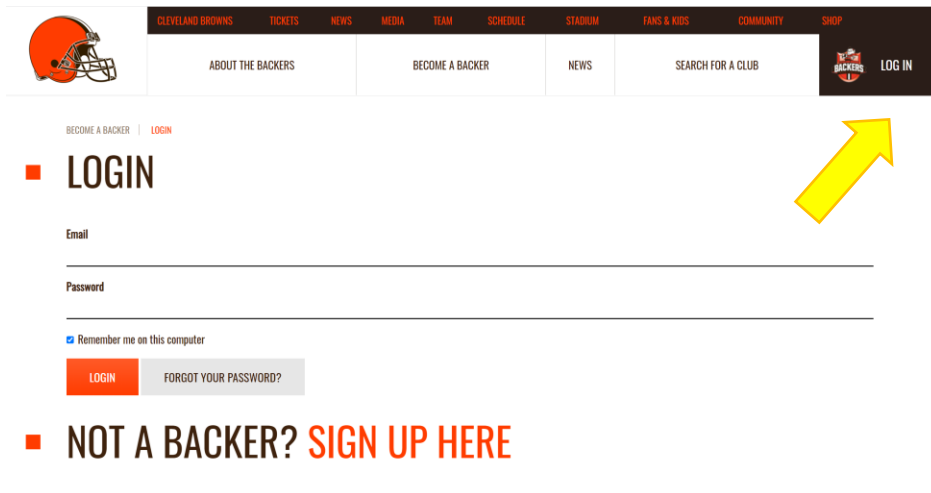 CLEVELAND BROWNS TICKETS NEWS MEDIA TEAM SCHEDULE STADIUM FANS & KIDS COMMUNITY SHOP
ABOUT THE BACKERS BECOME A BACKER NEWS SEARCH FOR A CLUB BACKERS LOG IN
BECOME A BACKER | LOGIN
LOGIN
Email
Password
Remember me on this computer
LOGIN FORGOT YOUR PASSWORD?
NOT A BACKER? SIGN UP HERE